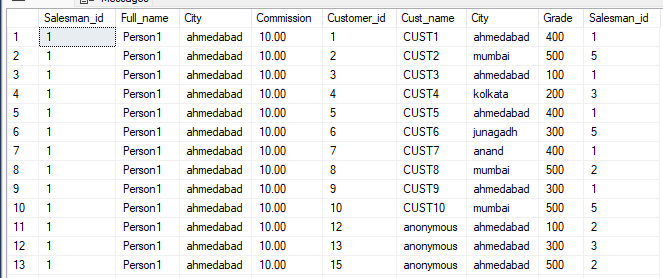 Messages
Salesman_id Full_name City Commission Customer_id Cust_name City Grade Salesman_id
1 1 Person1 ahmedabad 10.00 1 CUST1 ahmedabad 400 1
2 1 Person1 ahmedabad 10.00 2 CUST2 mumbai 500 5
3 1 Person1 ahmedabad 10.00 3 CUST3 ahmedabad 100 1
4 1 Person1 ahmedabad 10.00 4 CUST4 kolkata 200 3
5 1 Person1 ahmedabad 10.00 5 CUST5 ahmedabad 400 1
6 1 Person1 ahmedabad 10.00 6 CUST6 junagadh 300 5
7 1 Person1 ahmedabad 10.00 7 CUST7 anand 400 1
8 1 Person1 ahmedabad 10.00 8 CUST8 mumbai 500 2
9 1 Person1 ahmedabad 10.00 9 CUST9 ahmedabad 300 1
10 1 Person1 ahmedabad 10.00 10 CUST10 mumbai 500 5
11 1 Person1 ahmedabad 10.00 12 anonymous ahmedabad 100 2
12 1 Person1 ahmedabad 10.00 13 anonymous ahmedabad 300 3
13 1 Person1 ahmedabad 10.00 15 anonymous ahmedabad 500 2